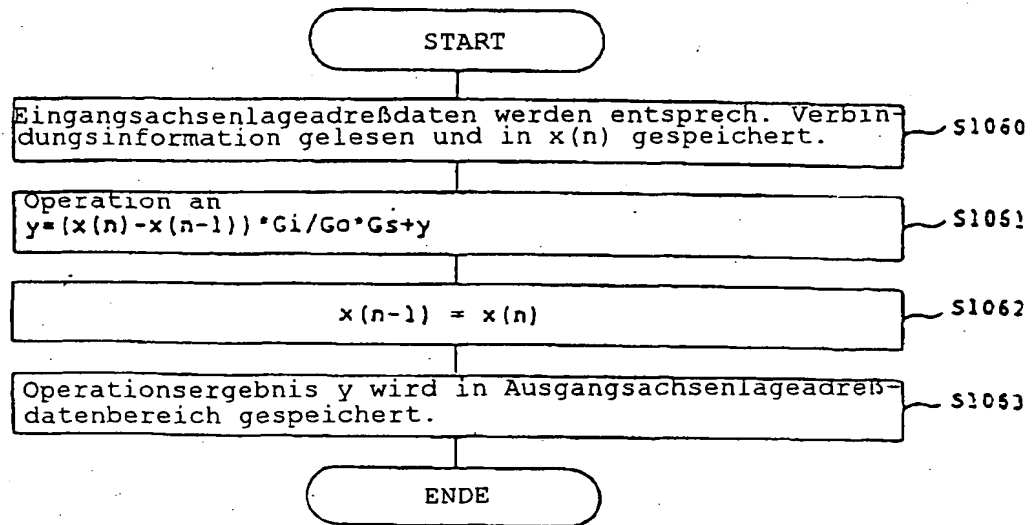 START
Eingangsachsenlageadreßdaten werden entsprech. Verbin-
dungsinformation gelesen und in x(n) gespeichert.
S1060
Operation an
y=(x(n)-x(n-1))*Gi/Go*Gs+y
S1061
x(n-1) = x(n)
S1062
Operationsergebnis y wird in Ausgangsachsenlageadreß-
datenbereich gespeichert.
S1063
ENDE